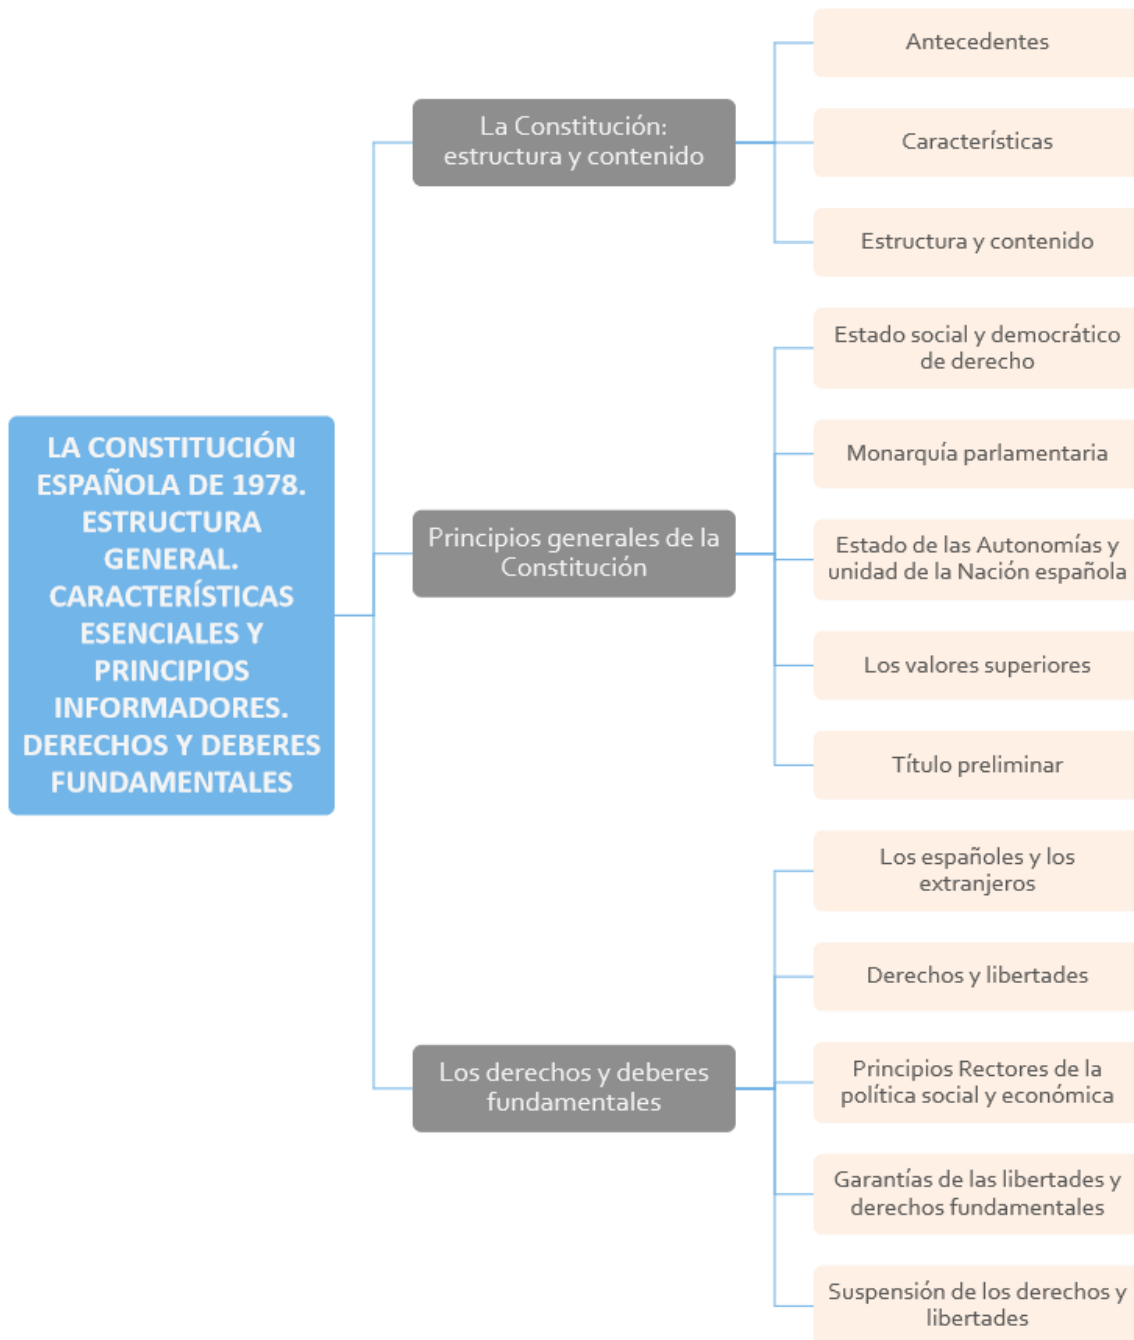 LA CONSTITUCIÓN
ESPAÑOLA DE 1978.
ESTRUCTURA
GENERAL.
CARACTERÍSTICAS
ESENCIALES Y
PRINCIPIOS
INFORMADORES.
DERECHOS Y DEBERES
FUNDAMENTALES
La Constitución:
estructura y contenido
Antecedentes
Características
Estructura y contenido
Principios generales de la
Constitución
Estado social y democrático
de derecho
Monarquía parlamentaria
Estado de las Autonomías y
unidad de la Nación española
Los valores superiores
Título preliminar
Los derechos y deberes
fundamentales
Los españoles y los
extranjeros
Derechos y libertades
Principios Rectores de la
política social y económica
Garantías de las libertades y
derechos fundamentales
Suspensión de los derechos y
libertades